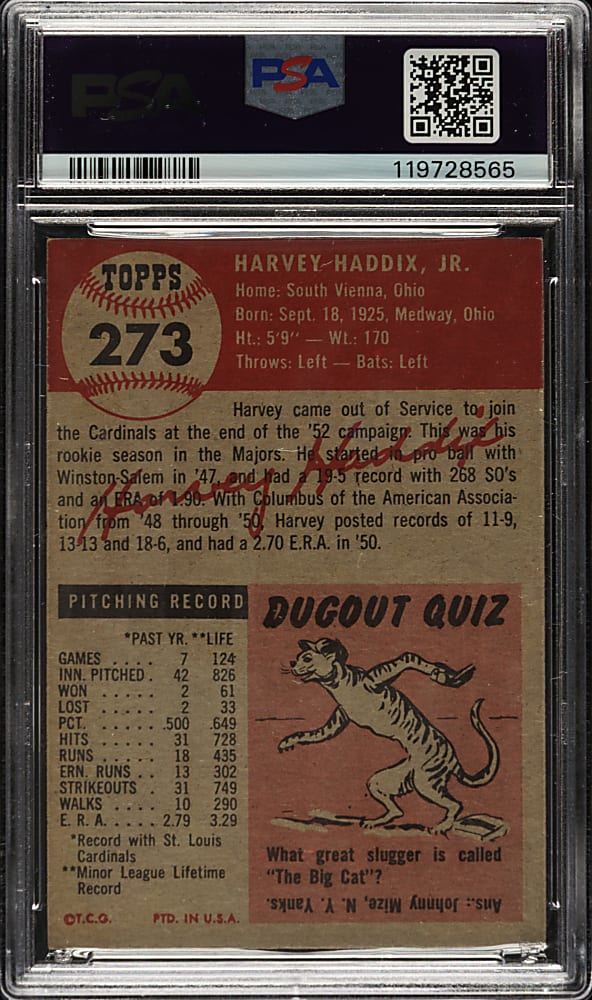 PSA
PSA
119728565
TOPPS
273
HARVEY HADDIX, JR.
Home: South Vienna, Ohio
Born: Sept. 18, 1925, Medway, Ohio
Ht.: 5'9" — Wt.: 170
Throws: Left — Bats: Left
Harvey came out of Service to join
the Cardinals at the end of the '52 campaign. This was his
rookie season in the Majors. He started in pro ball with
Winston-Salem in '47, and had a 19-5 record with 268 SO's
and an ERA of 1.90. With Columbus of the American Associa-
tion from '48 through '50, Harvey posted records of 11-9,
13-13 and 18-6, and had a 2.70 E.R.A. in '50.
Harvey Haddix
PITCHING RECORD
*PAST YR. **LIFE
GAMES .... 7 124
INN. PITCHED . 42 826
WON ..... 2 61
LOST ..... 2 33
PCT. ..... .500 .649
HITS ..... 31 728
RUNS ..... 18 435
ERN. RUNS .. 13 302
STRIKEOUTS . 31 749
WALKS .... 10 290
E. R. A. .... 2.79 3.29
*Record with St. Louis
Cardinals
**Minor League Lifetime
Record
©T.C.G. PTD. IN U.S.A.
DUGOUT QUIZ
What great slugger is called
"The Big Cat"?
Ans.: Johnny Mize, N. Y. Yanks.